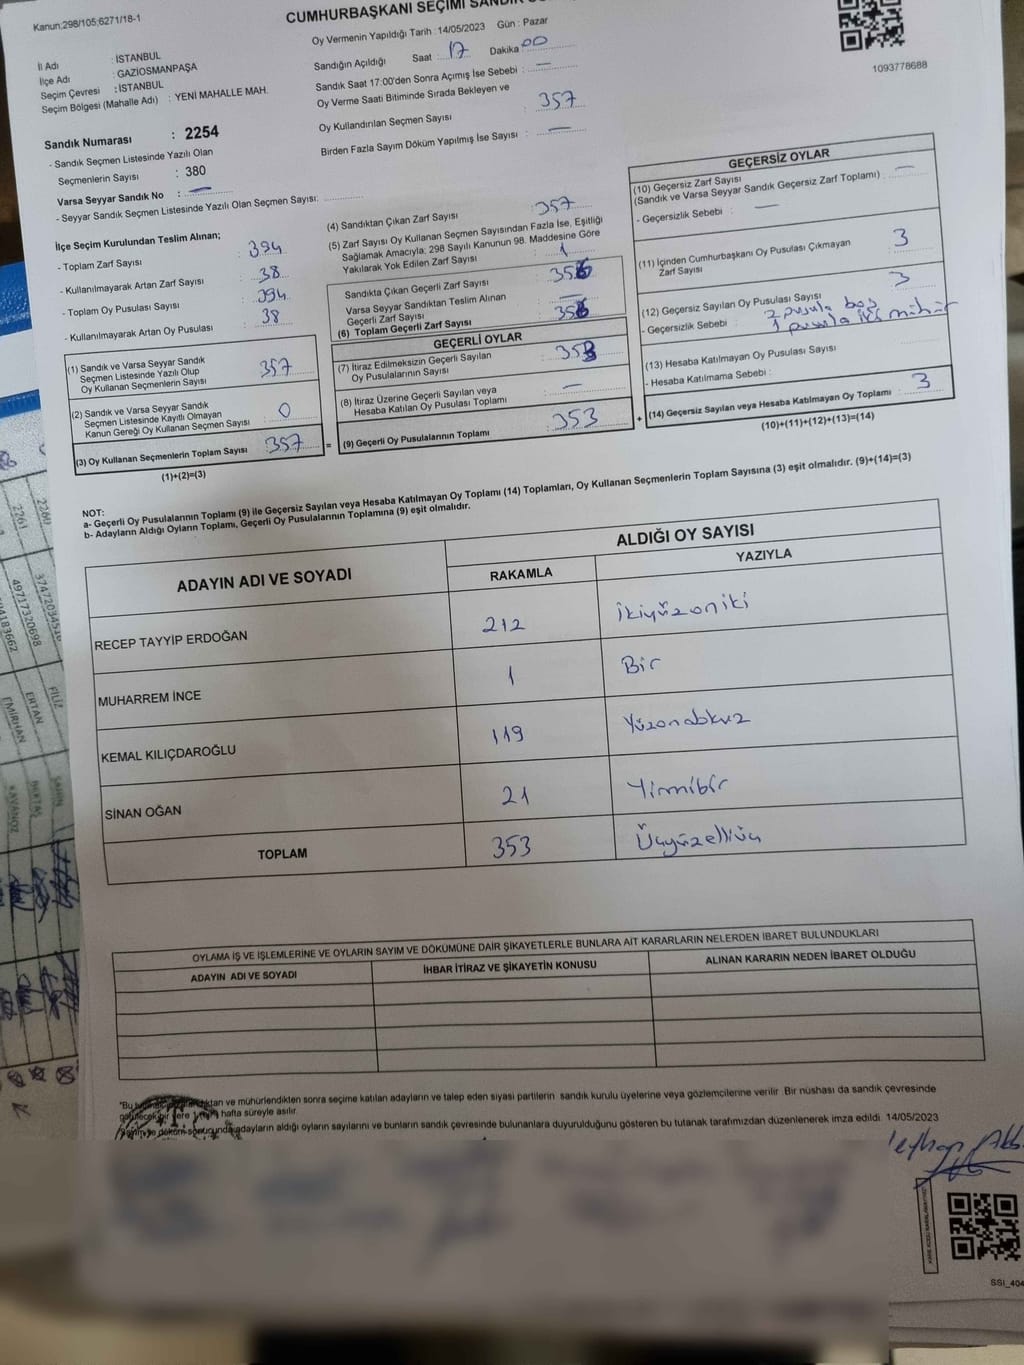 Kanun:298/105;6271/18-1
CUMHURBAŞKANI SEÇİMİ
Oy Vermenin Yapıldığı Tarih :14/05/2023 Gün : Pazar
İl Adı : İSTANBUL
İlçe Adı : GAZİOSMANPAŞA
Seçim Çevresi : İSTANBUL
Seçim Bölgesi (Mahalle Adı) : YENİ MAHALLE MAH.
Sandığın Açıldığı Saat 17 Dakika 00
Sandık Saat 17:00'den Sonra Açımış İse Sebebi : —
Oy Verme Saati Bitiminde Sırada Bekleyen ve
Oy Kullandırılan Seçmen Sayısı : 357
Birden Fazla Sayım Döküm Yapılmış İse Sayısı : —
1093778688
Sandık Numarası : 2254
- Sandık Seçmen Listesinde Yazılı Olan
Seçmenlerin Sayısı : 380
Varsa Seyyar Sandık No : —
- Seyyar Sandık Seçmen Listesinde Yazılı Olan Seçmen Sayısı:
İlçe Seçim Kurulundan Teslim Alınan;
- Toplam Zarf Sayısı : 394
- Kullanılmayarak Artan Zarf Sayısı : 38
- Toplam Oy Pusulası Sayısı : 394
- Kullanılmayarak Artan Oy Pusulası : 38
(1) Sandık ve Varsa Seyyar Sandık
Seçmen Listesinde Yazılı Olup
Oy Kullanan Seçmenlerin Sayısı : 357
(2) Sandık ve Varsa Seyyar Sandık
Seçmen Listesinde Kayıtlı Olmayan
Kanun Gereği Oy Kullanan Seçmen Sayısı : 0
(3) Oy Kullanan Seçmenlerin Toplam Sayısı : 357
(1)+(2)=(3)
(4) Sandıktan Çıkan Zarf Sayısı : 357
(5) Zarf Sayısı Oy Kullanan Seçmen Sayısından Fazla İse, Eşitliği
Sağlamak Amacıyla; 298 Sayılı Kanunun 98. Maddesine Göre
Yakılarak Yok Edilen Zarf Sayısı : 1
Sandıkta Çıkan Geçerli Zarf Sayısı : 356
Varsa Seyyar Sandıktan Teslim Alınan
Geçerli Zarf Sayısı : —
(6) Toplam Geçerli Zarf Sayısı : 356
GEÇERLİ OYLAR
(7) İtiraz Edilmeksizin Geçerli Sayılan
Oy Pusulalarının Sayısı : 353
(8) İtiraz Üzerine Geçerli Sayılan veya
Hesaba Katılan Oy Pusulası Toplamı : —
= (9) Geçerli Oy Pusulalarının Toplamı : 353
GEÇERSİZ OYLAR
(10) Geçersiz Zarf Sayısı
(Sandık ve Varsa Seyyar Sandık Geçersiz Zarf Toplamı) : —
- Geçersizlik Sebebi : —
(11) İçinden Cumhurbaşkanı Oy Pusulası Çıkmayan
Zarf Sayısı : 3
(12) Geçersiz Sayılan Oy Pusulası Sayısı : 3
- Geçersizlik Sebebi : 2 pusula boş
1 pusula iki mühür
(13) Hesaba Katılmayan Oy Pusulası Sayısı :
- Hesaba Katılmama Sebebi :
+ (14) Geçersiz Sayılan veya Hesaba Katılmayan Oy Toplamı : 3
(10)+(11)+(12)+(13)=(14)
NOT:
a- Geçerli Oy Pusulalarının Toplamı (9) ile Geçersiz Sayılan veya Hesaba Katılmayan Oy Toplamı (14) Toplamları, Oy Kullanan Seçmenlerin Toplam Sayısına (3) eşit olmalıdır. (9)+(14)=(3)
b- Adayların Aldığı Oyların Toplamı, Geçerli Oy Pusulalarının Toplamına (9) eşit olmalıdır.
ADAYIN ADI VE SOYADI
ALDIĞI OY SAYISI
RAKAMLA YAZIYLA
RECEP TAYYİP ERDOĞAN 212 İkiyüzoniki
MUHARREM İNCE 1 Bir
KEMAL KILIÇDAROĞLU 119 Yüzondokuz
SİNAN OĞAN 21 Yirmibir
TOPLAM 353 Üçyüzelliüç
OYLAMA İŞ VE İŞLEMLERİNE VE OYLARIN SAYIM VE DÖKÜMÜNE DAİR ŞİKAYETLERLE BUNLARA AİT KARARLARIN NELERDEN İBARET BULUNDUKLARI
ADAYIN ADI VE SOYADI İHBAR İTİRAZ VE ŞİKAYETİN KONUSU ALINAN KARARIN NEDEN İBARET OLDUĞU
"Bu ve mühürlendikten sonra seçime katılan adayların ve talep eden siyasi partilerin sandık kurulu üyelerine veya gözlemcilerine verilir. Bir nüshası da sandık çevresinde
hafta süreyle asılır.
adayların aldığı oyların sayılarını ve bunların sandık çevresinde bulunanlara duyurulduğunu gösteren bu tutanak tarafımızdan düzenlenerek imza edildi. 14/05/2023
SSI_404
2261
2260
497717320698
4183662
FİLİZ
ERTAN
EMİRHAN